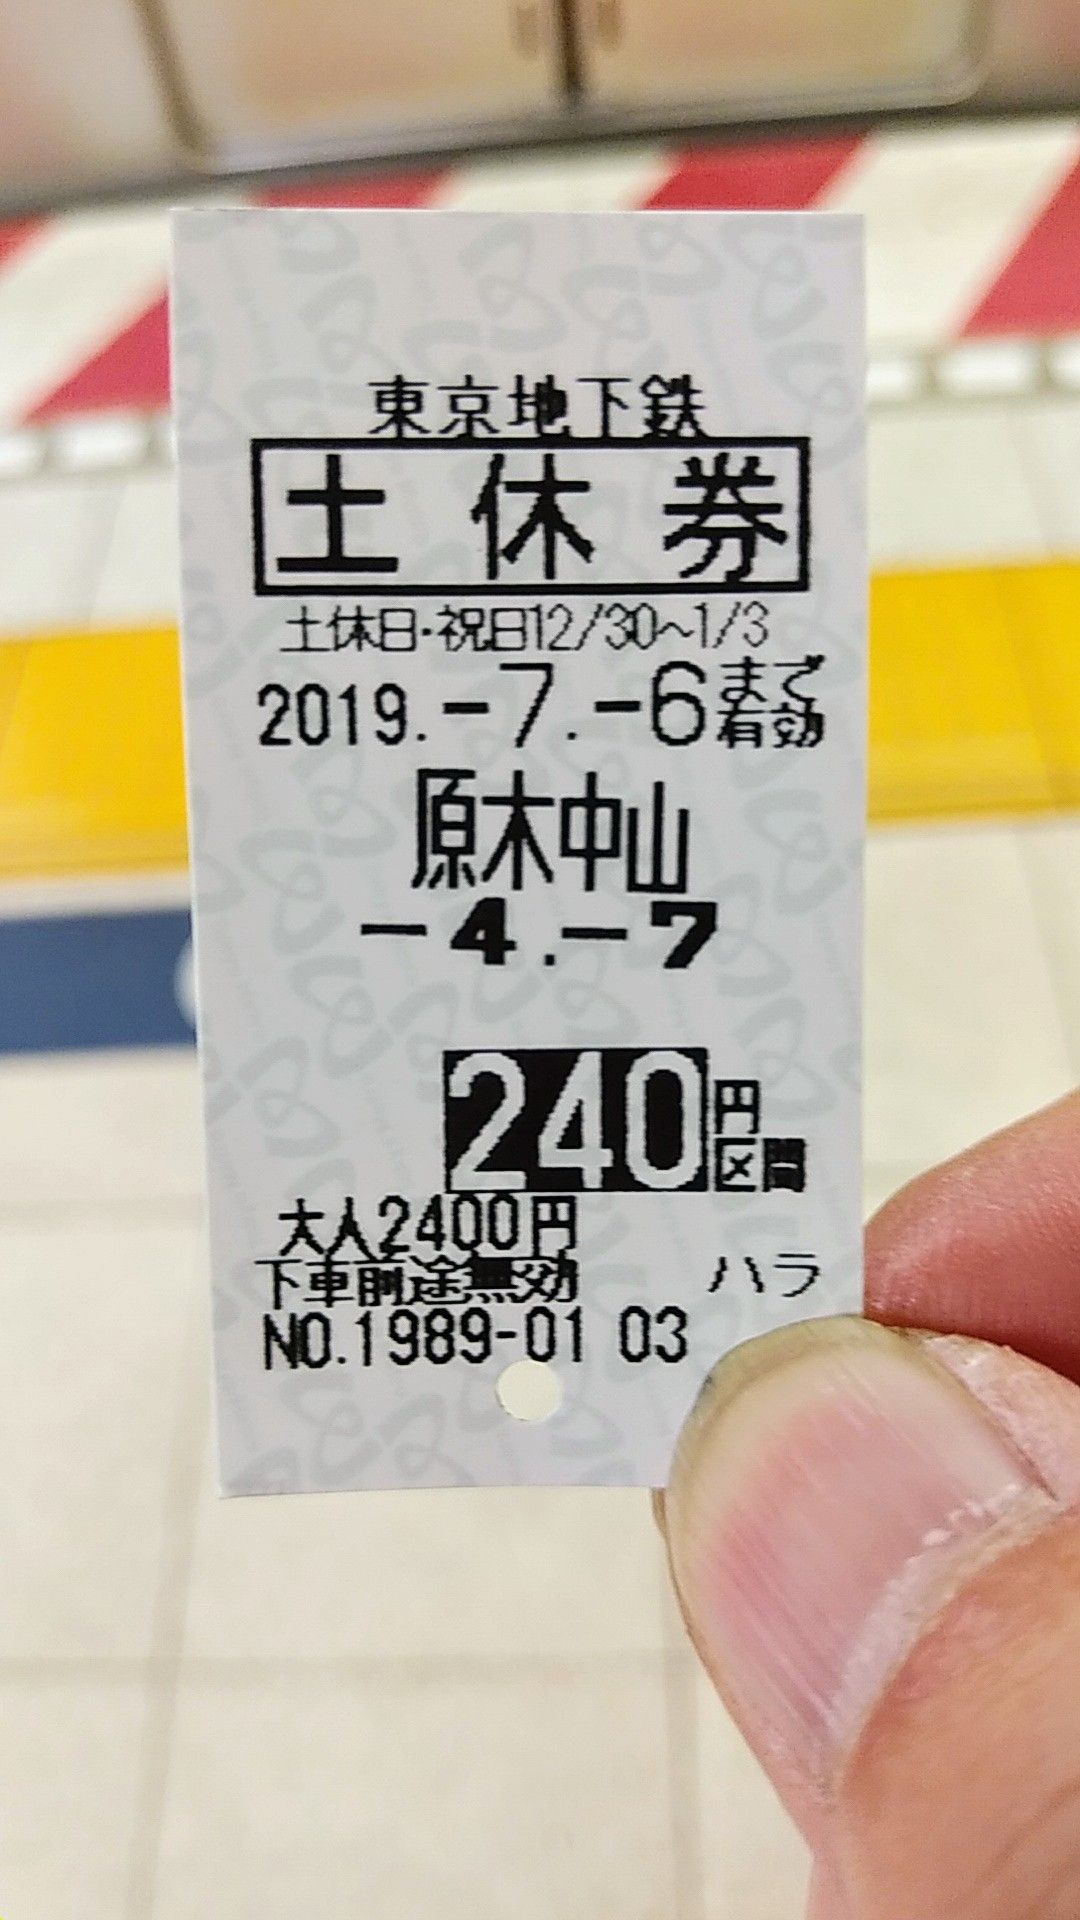 東京地下鉄
土休券
土休日・祝日12/30~1/3
2019.-7.-6まで有効
原木中山
-4.-7
240円区間
大人2400円
下車前途無効 ハラ
NO.1989-01 03